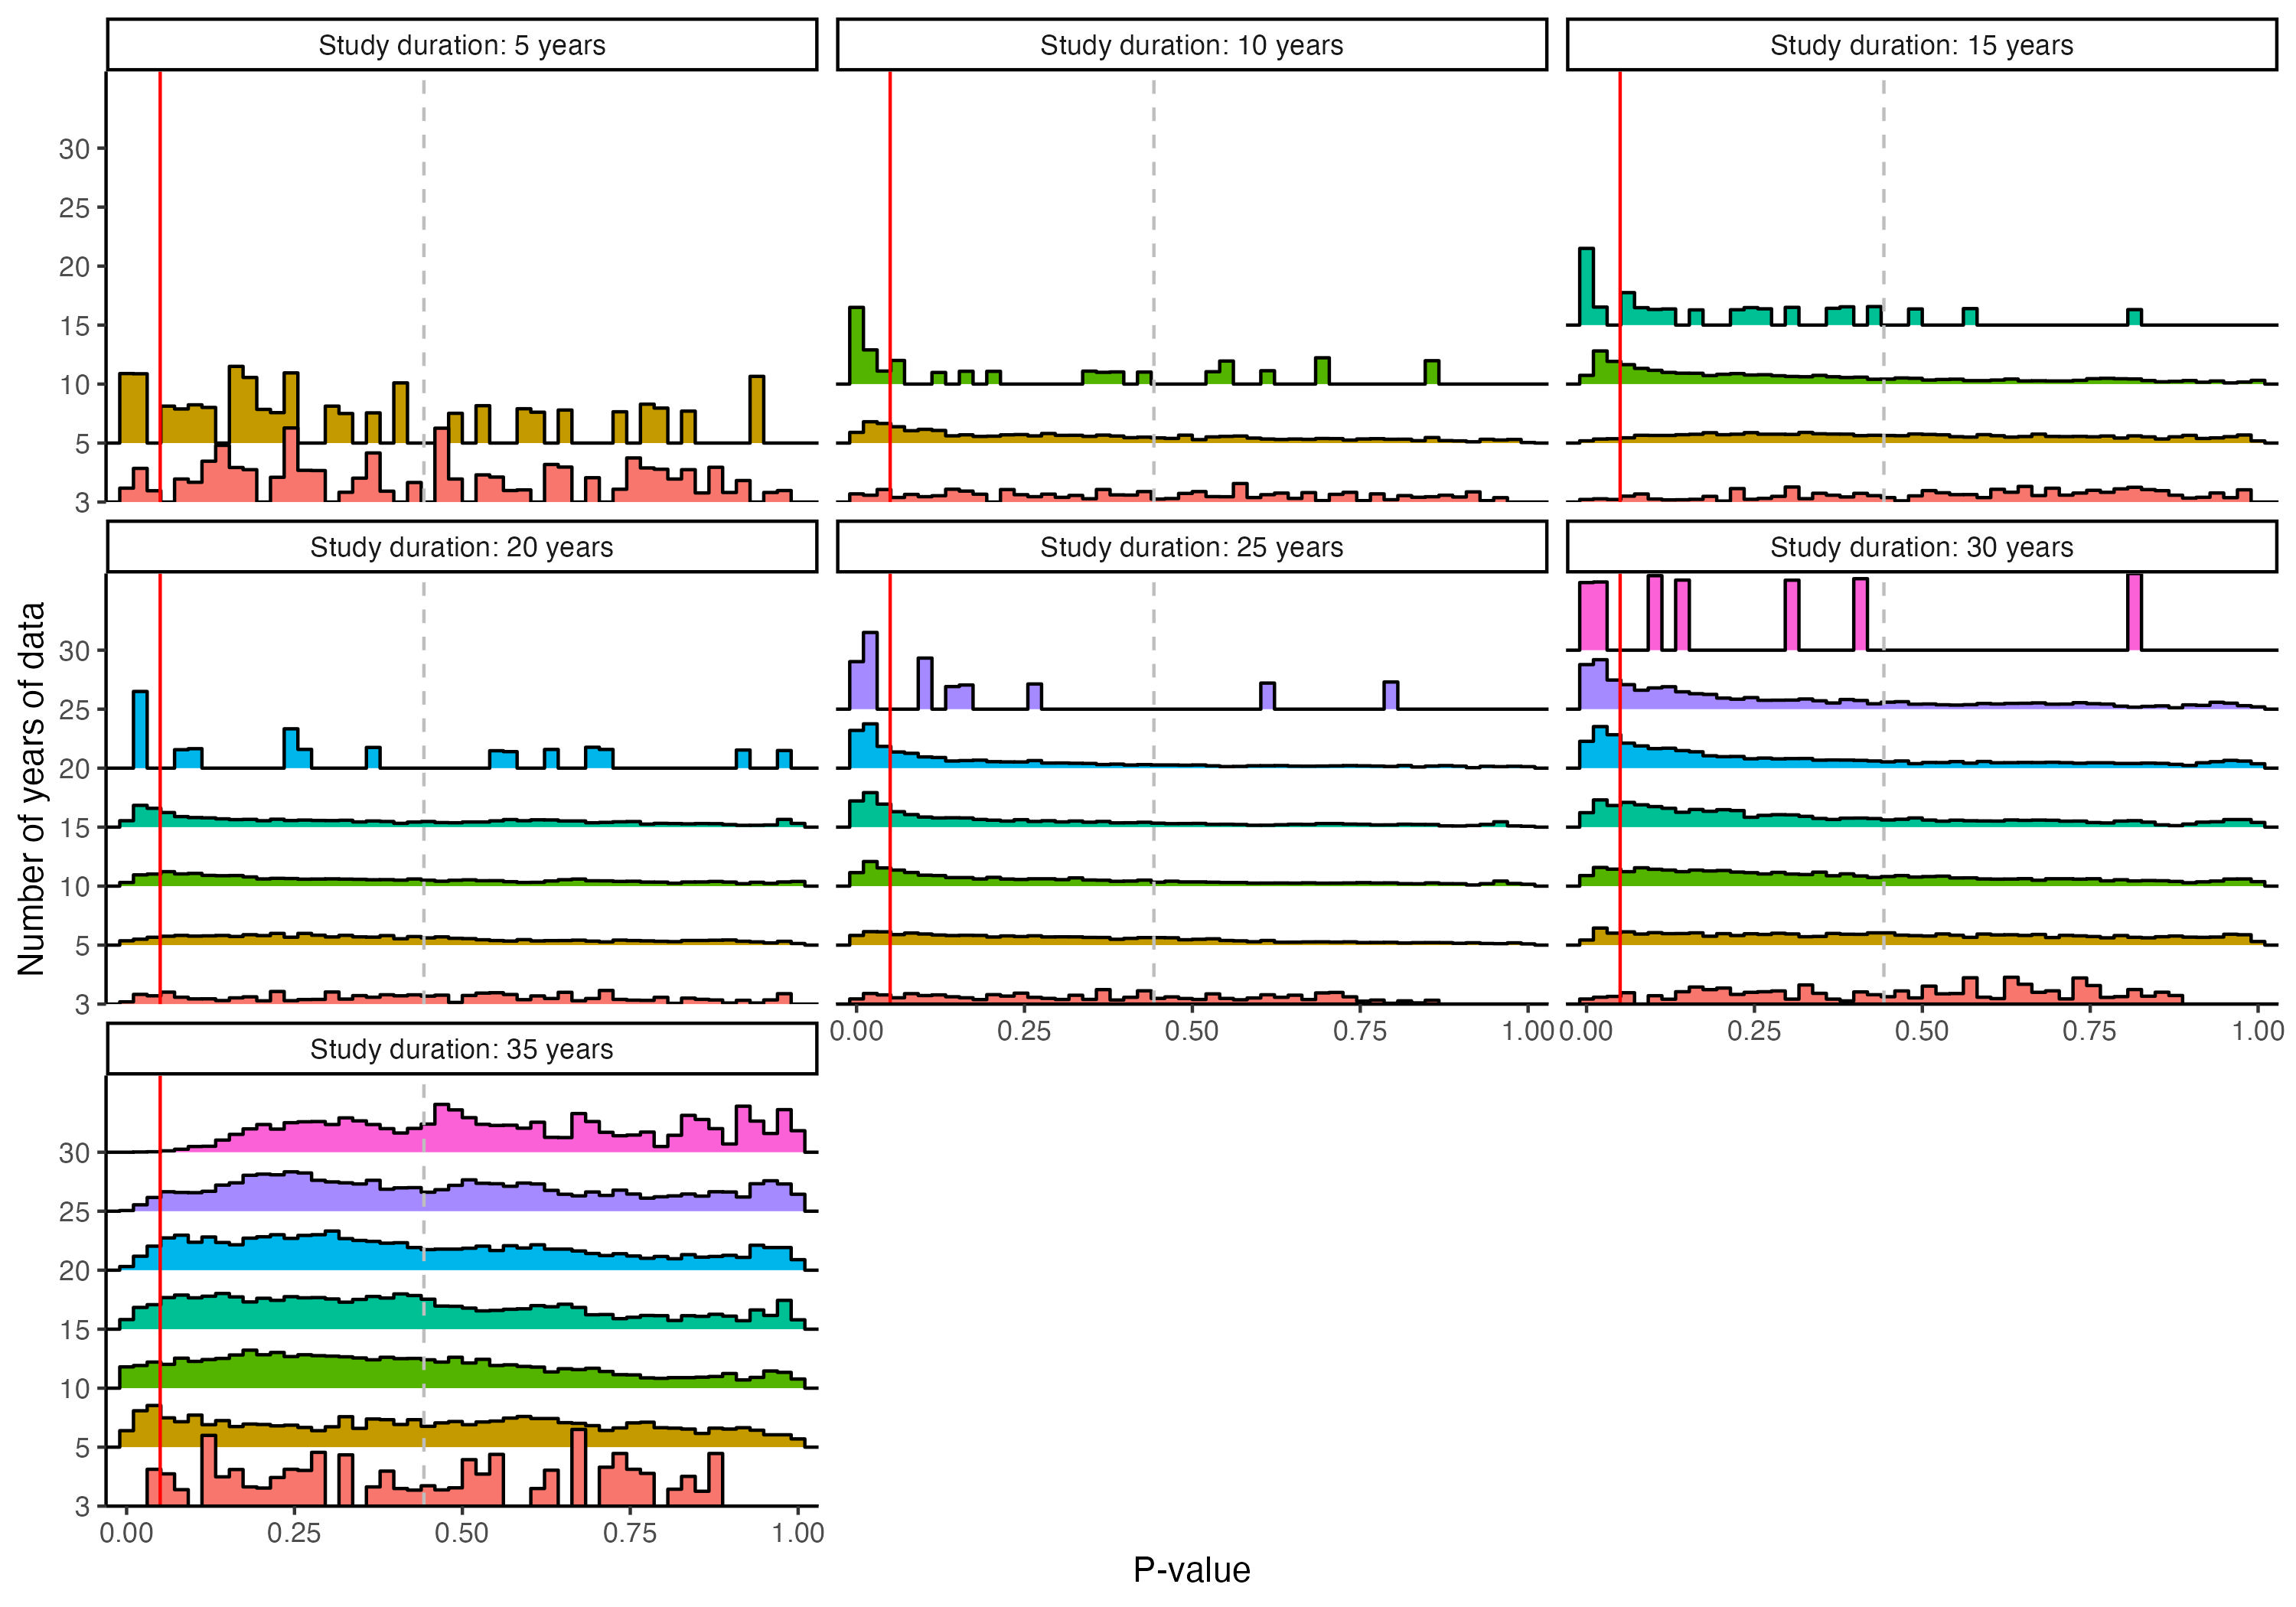 Study duration: 5 years
Study duration: 10 years
Study duration: 15 years
30
25
20
15
10
5
3
Study duration: 20 years
Study duration: 25 years
Study duration: 30 years
Number of years of data
30
25
20
15
10
5
3
0.00 0.25 0.50 0.75 1.00
0.00 0.25 0.50 0.75 1.00
Study duration: 35 years
30
25
20
15
10
5
3
0.00 0.25 0.50 0.75 1.00
P-value